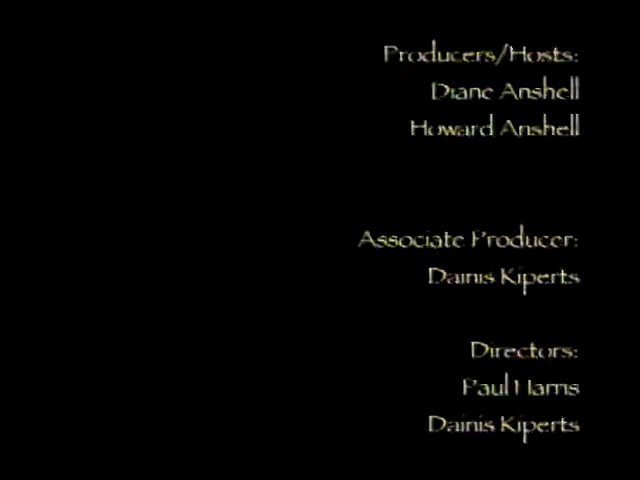 Producers/Hosts:
Diane Anshell
Howard Anshell
Associate Producer:
Dainis Kiperts
Directors:
Paul Harris
Dainis Kiperts